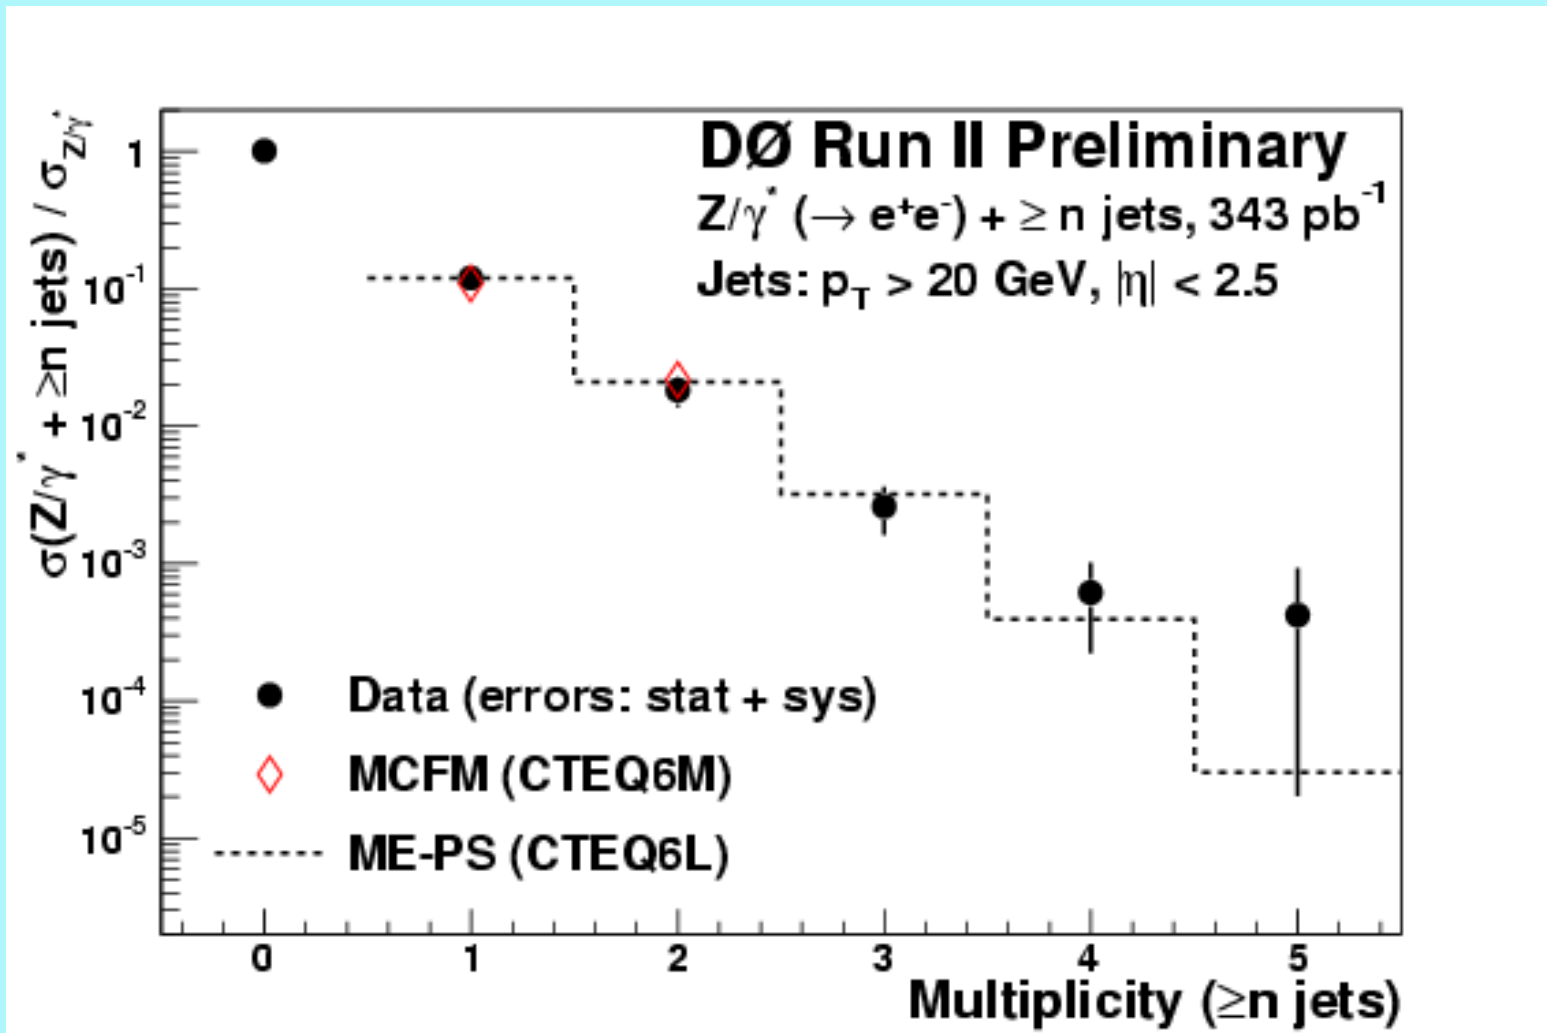 DØ Run II Preliminary
Z/γ* (→ e⁺e⁻) + ≥ n jets, 343 pb⁻¹
Jets: p_T > 20 GeV, |η| < 2.5
σ(Z/γ* + ≥n jets) / σ_Z/γ*
1
10⁻¹
10⁻²
10⁻³
10⁻⁴
10⁻⁵
Data (errors: stat + sys)
MCFM (CTEQ6M)
ME-PS (CTEQ6L)
0 1 2 3 4 5
Multiplicity (≥n jets)